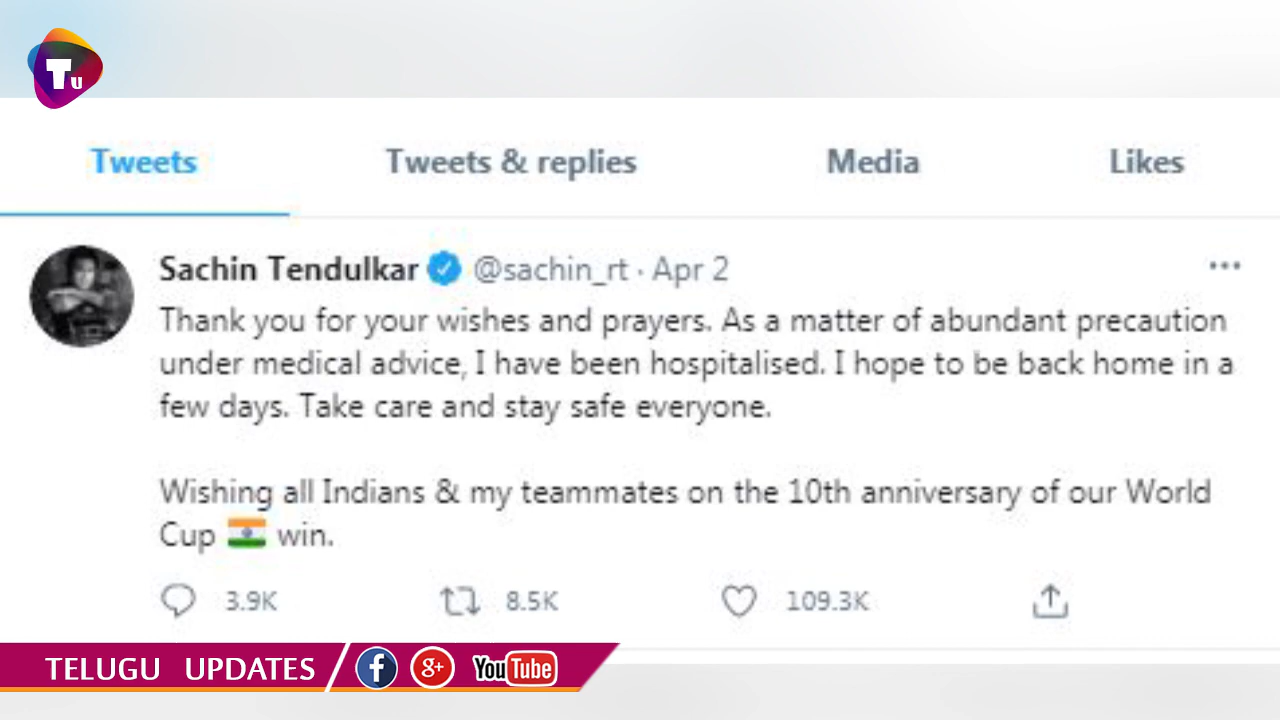 TU
Tweets Tweets & replies Media Likes
Sachin Tendulkar @sachin_rt · Apr 2
Thank you for your wishes and prayers. As a matter of abundant precaution
under medical advice, I have been hospitalised. I hope to be back home in a
few days. Take care and stay safe everyone.
Wishing all Indians & my teammates on the 10th anniversary of our World
Cup 🇮🇳 win.
3.9K 8.5K 109.3K
TELUGU UPDATES f g+ YouTube